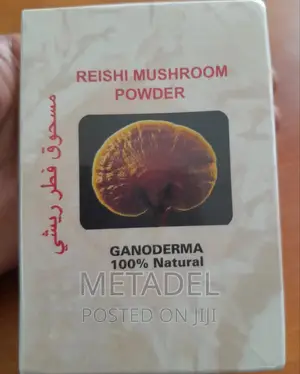 REISHI MUSHROOM
POWDER
مسحوق فطر ريشي
GANODERMA
100% Natural
METADEL
POSTED ON JIJI